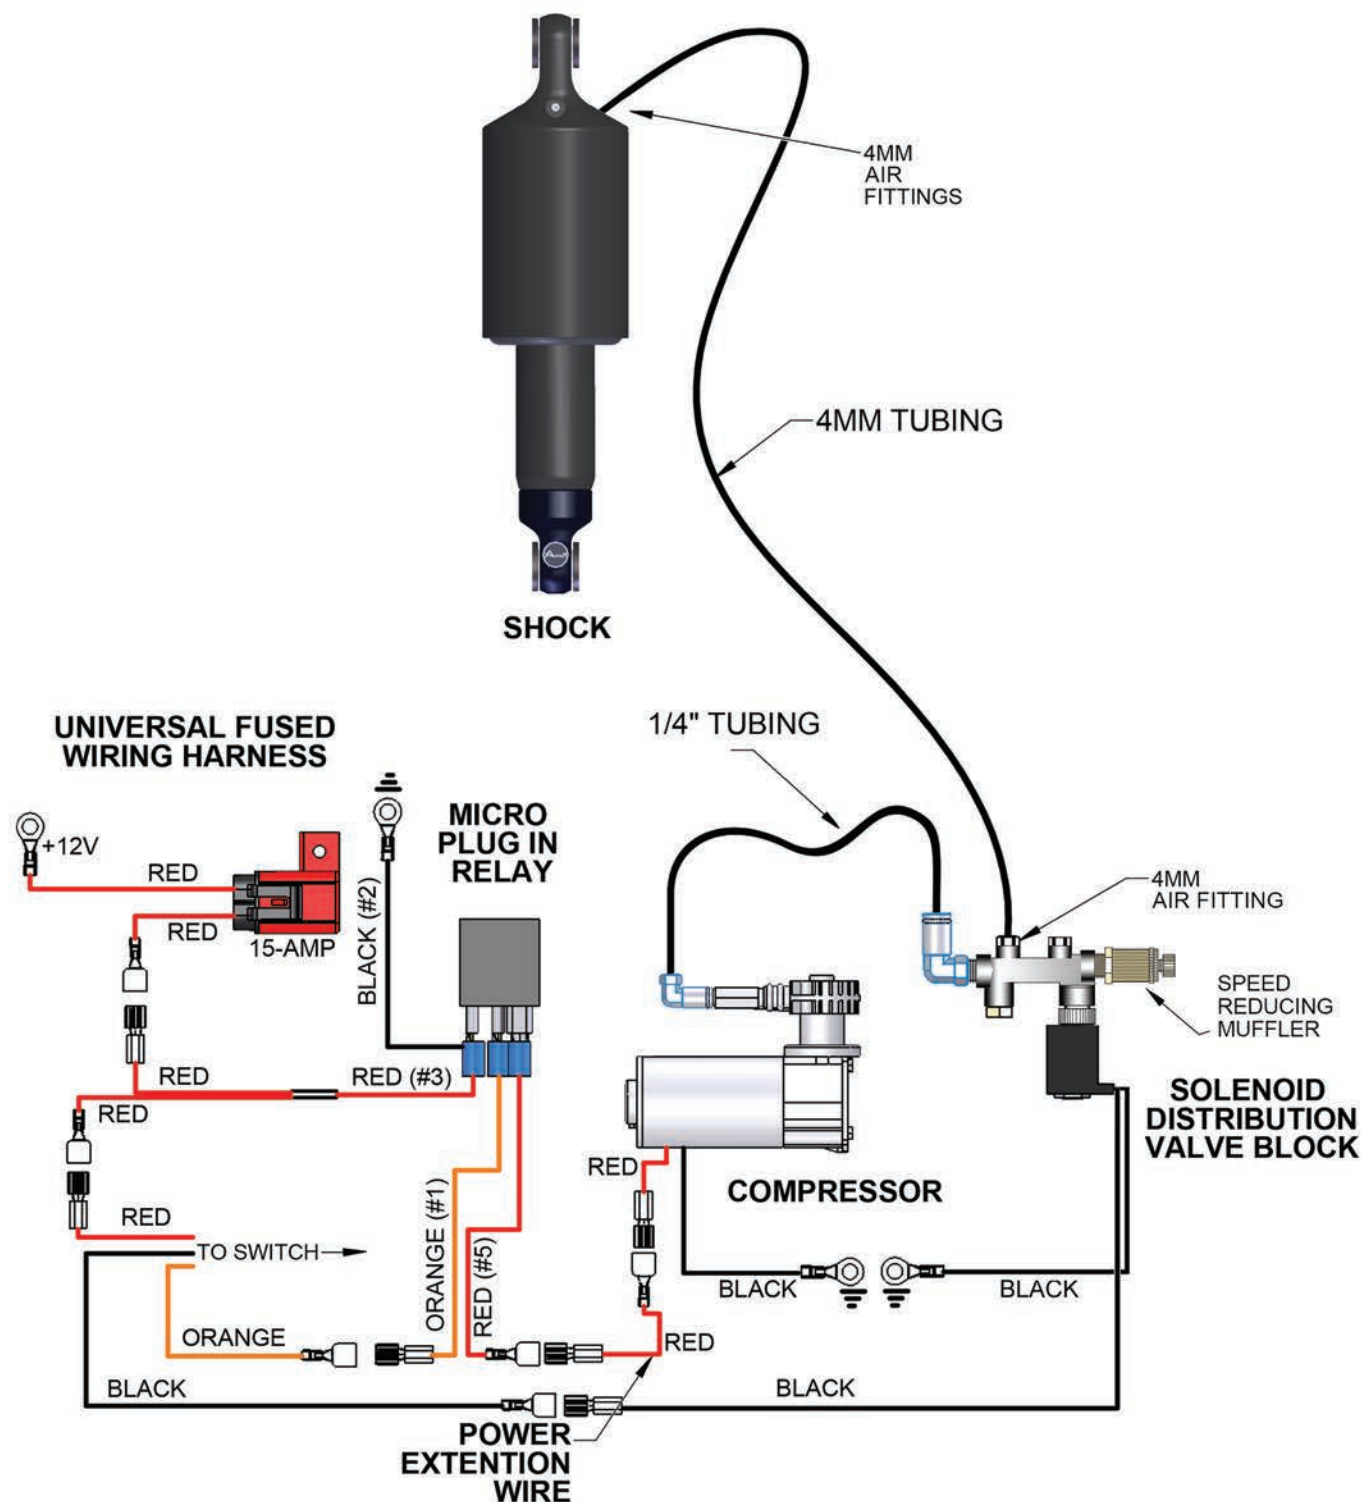 4MM
AIR
FITTINGS
4MM TUBING
SHOCK
UNIVERSAL FUSED
WIRING HARNESS
1/4" TUBING
MICRO
PLUG IN
RELAY
+12V
RED
RED
15-AMP
BLACK (#2)
4MM
AIR FITTING
SPEED
REDUCING
MUFFLER
RED
RED (#3)
RED
SOLENOID
DISTRIBUTION
VALVE BLOCK
RED
COMPRESSOR
RED
TO SWITCH
ORANGE (#1)
RED (#5)
BLACK
BLACK
ORANGE
RED
BLACK
BLACK
POWER
EXTENTION
WIRE